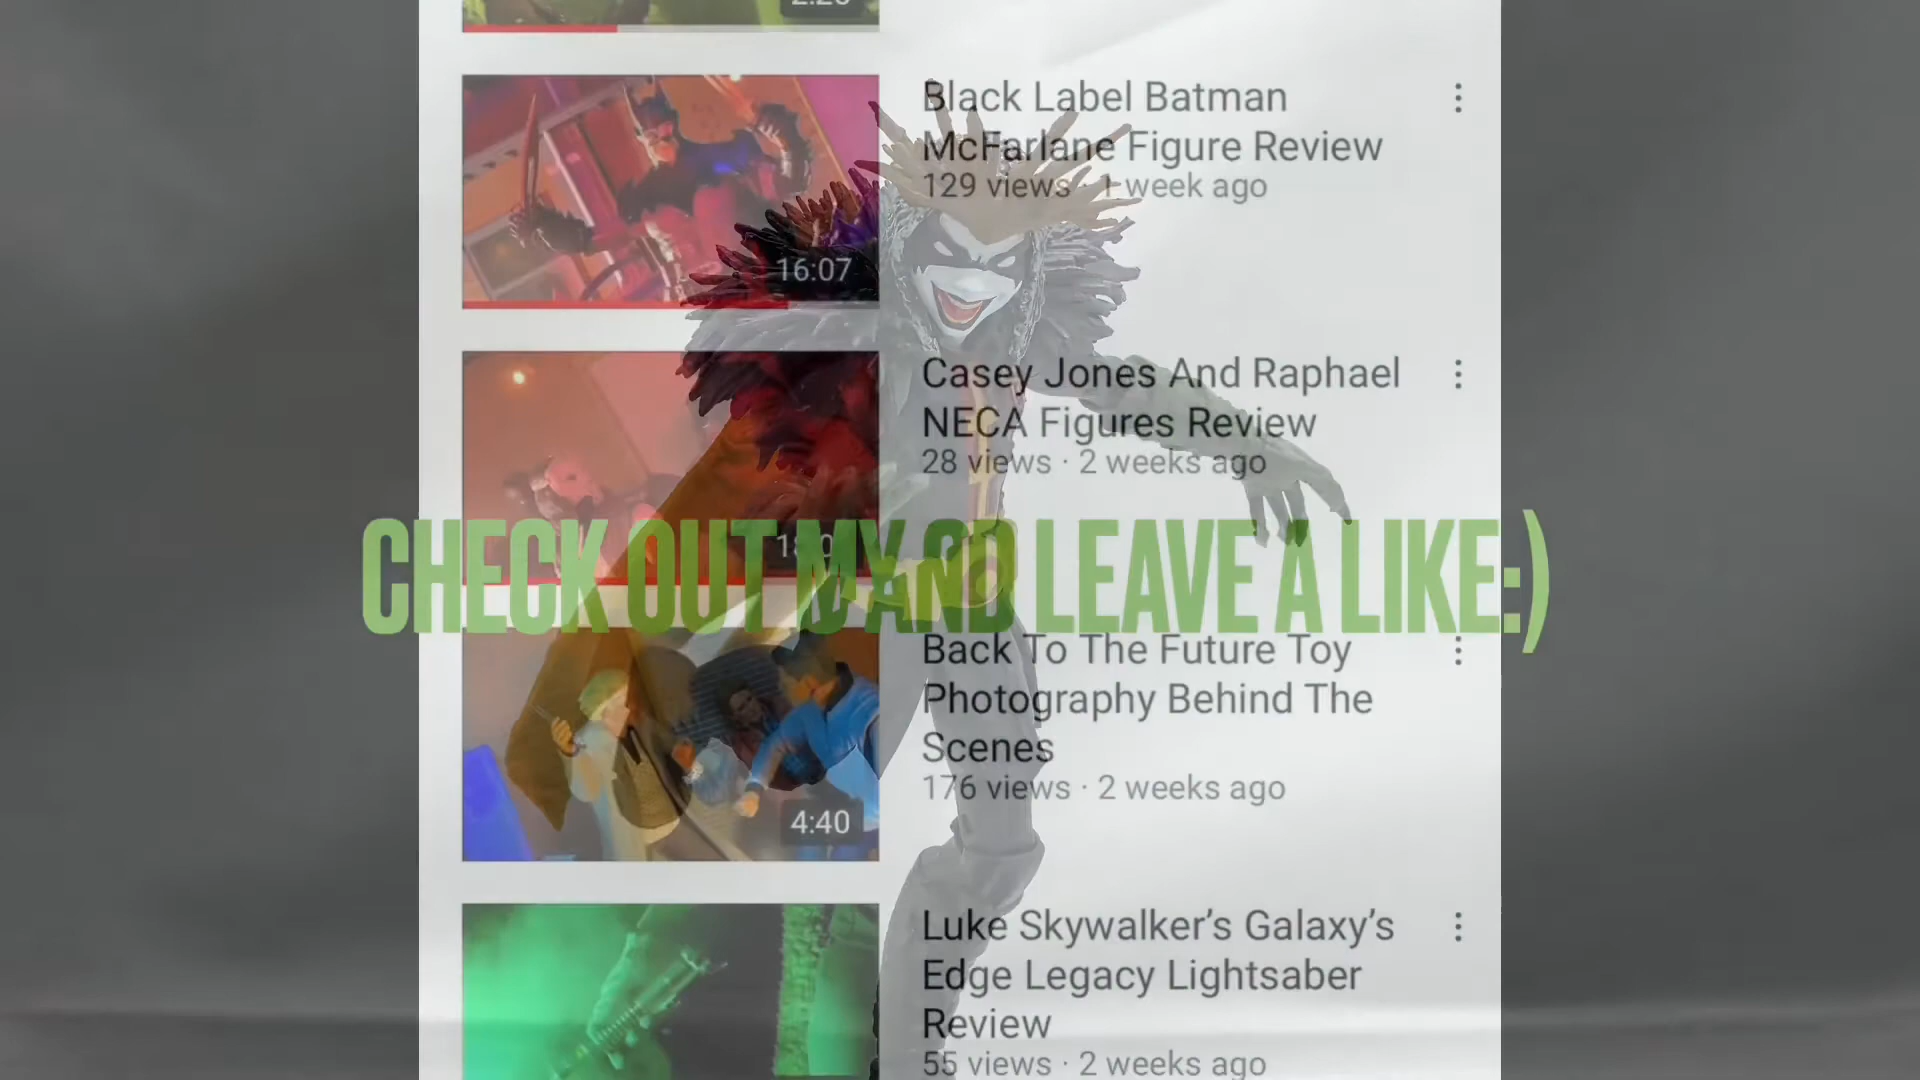 Black Label Batman
McFarlane Figure Review
129 views · 1 week ago
16:07
Casey Jones And Raphael
NECA Figures Review
28 views · 2 weeks ago
CHECK OUT MY AND LEAVE A LIKE:)
Back To The Future Toy
Photography Behind The
Scenes
176 views · 2 weeks ago
4:40
Luke Skywalker’s Galaxy’s
Edge Legacy Lightsaber
Review
55 views · 2 weeks ago